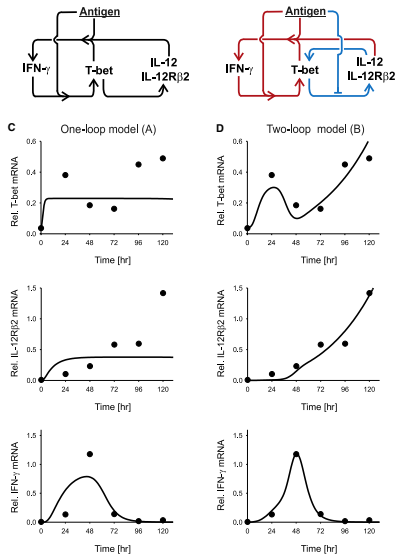 Antigen
IFN-γ
T-bet
IL-12
IL-12Rβ2
Antigen
IFN-γ
T-bet
IL-12
IL-12Rβ2
C One-loop model (A)
Rel. T-bet mRNA
0.6
0.4
0.2
0.0
0 24 48 72 96 120
Time [hr]
Rel. IL-12Rβ2 mRNA
1.5
1.0
0.5
0.0
0 24 48 72 96 120
Time [hr]
Rel. IFN-γ mRNA
1.5
1.0
0.5
0.0
0 24 48 72 96 120
Time [hr]
D Two-loop model (B)
Rel. T-bet mRNA
0.6
0.4
0.2
0.0
0 24 48 72 96 120
Time [hr]
Rel. IL-12Rβ2 mRNA
1.5
1.0
0.5
0.0
0 24 48 72 96 120
Time [hr]
Rel. IFN-γ mRNA
1.5
1.0
0.5
0.0
0 24 48 72 96 120
Time [hr]